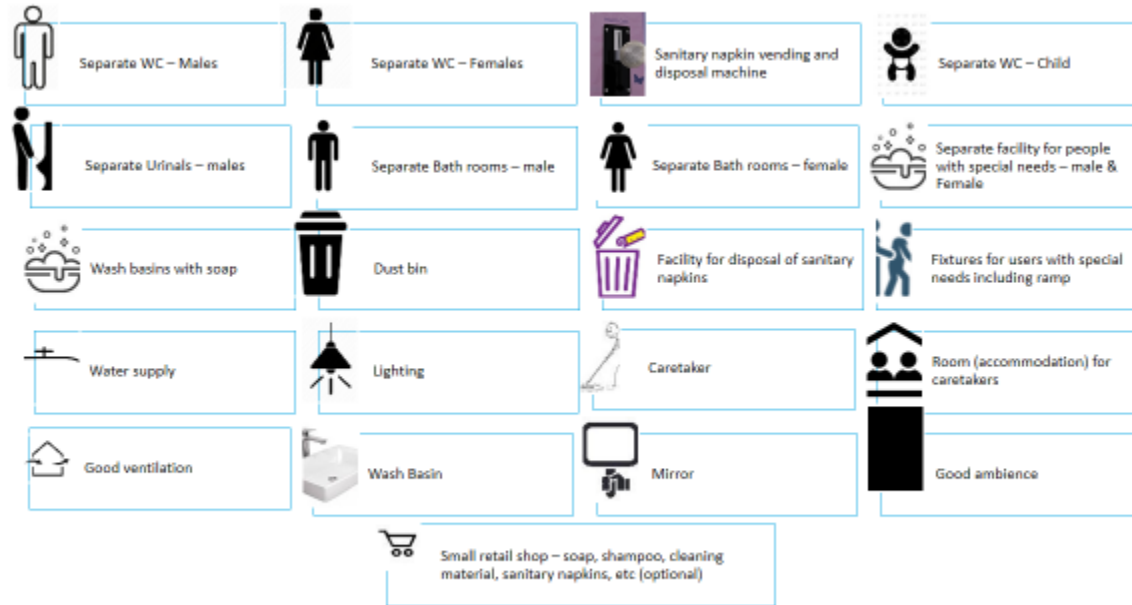 Separate WC – Males
Separate WC – Females
Sanitary napkin vending and
disposal machine
Separate WC – Child
Separate Urinals – males
Separate Bath rooms – male
Separate Bath rooms – female
Separate facility for people
with special needs – male &
Female
Wash basins with soap
Dust bin
Facility for disposal of sanitary
napkins
Fixtures for users with special
needs including ramp
Water supply
Lighting
Caretaker
Room (accommodation) for
caretakers
Good ventilation
Wash Basin
Mirror
Good ambience
Small retail shop – soap, shampoo, cleaning
material, sanitary napkins, etc (optional)